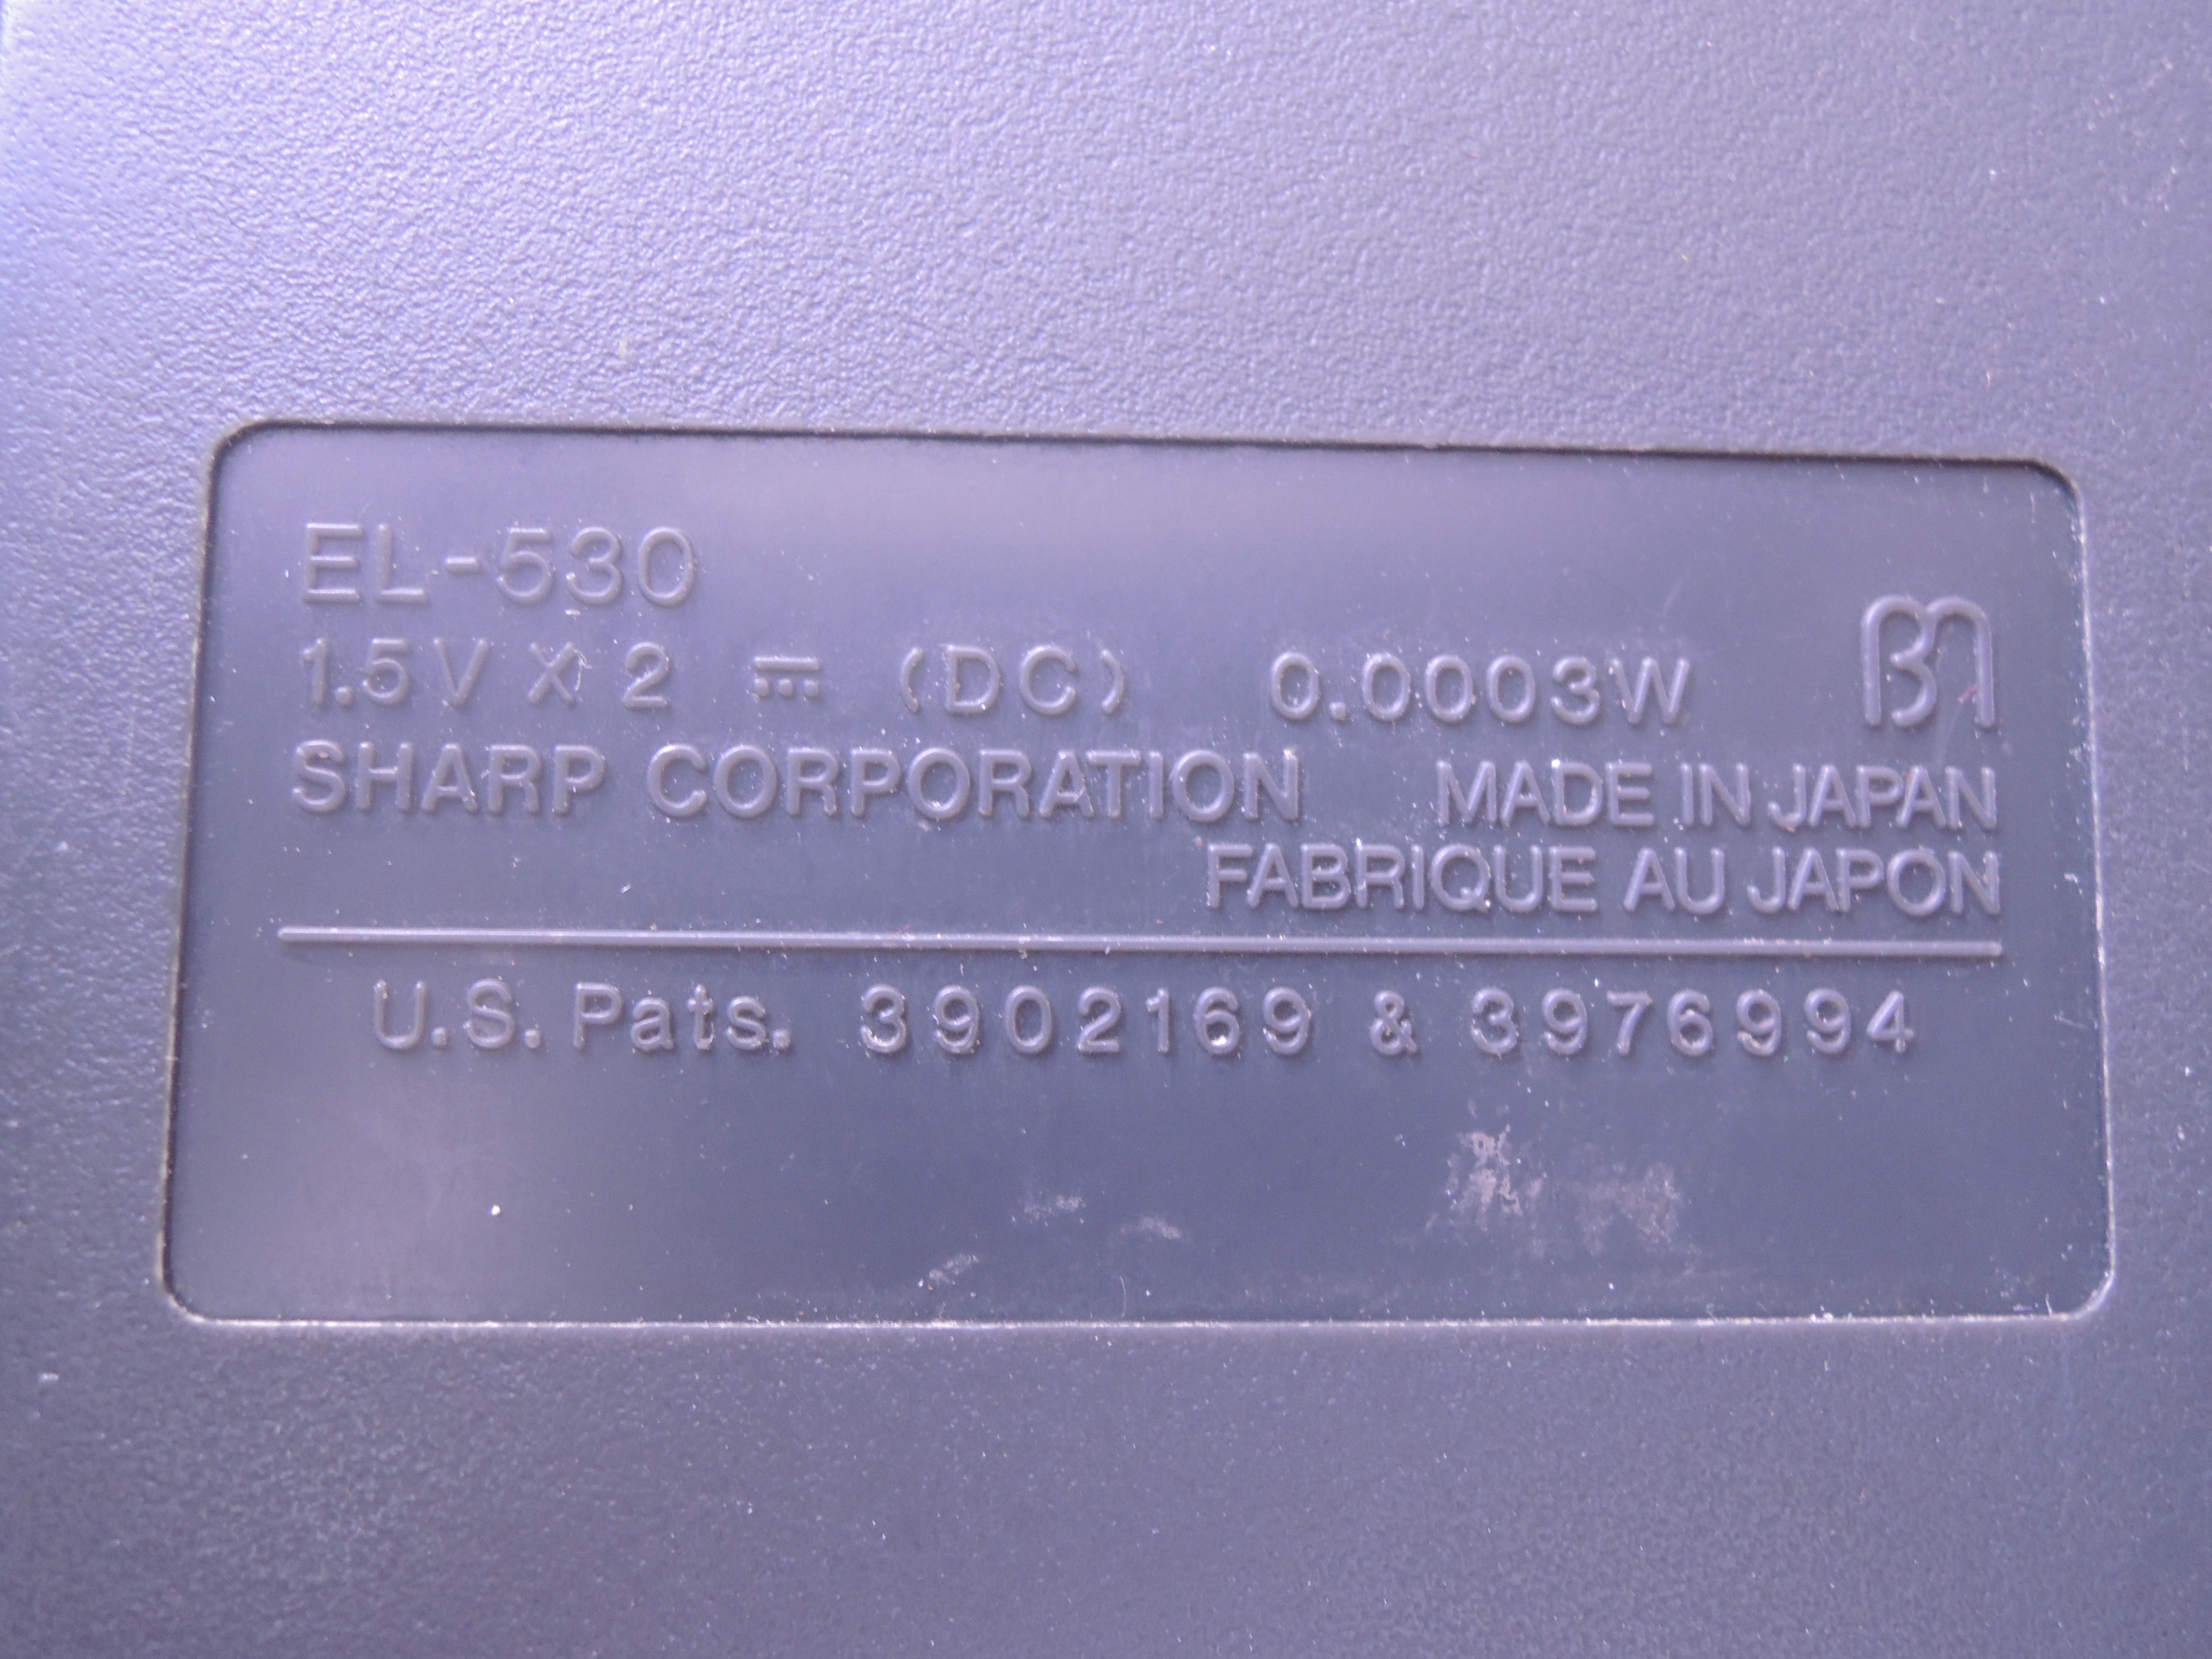 EL-530
1.5V X 2 ⎓ (DC) 0.0003W
SHARP CORPORATION MADE IN JAPAN
FABRIQUE AU JAPON
U.S. Pats. 3902169 & 3976994